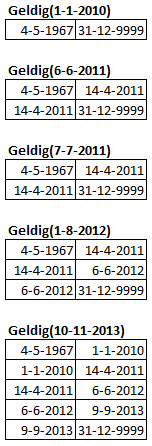 Geldig(1-1-2010)
4-5-1967 31-12-9999
Geldig(6-6-2011)
4-5-1967 14-4-2011
14-4-2011 31-12-9999
Geldig(7-7-2011)
4-5-1967 14-4-2011
14-4-2011 31-12-9999
Geldig(1-8-2012)
4-5-1967 14-4-2011
14-4-2011 6-6-2012
6-6-2012 31-12-9999
Geldig(10-11-2013)
4-5-1967 1-1-2010
1-1-2010 14-4-2011
14-4-2011 6-6-2012
6-6-2012 9-9-2013
9-9-2013 31-12-9999